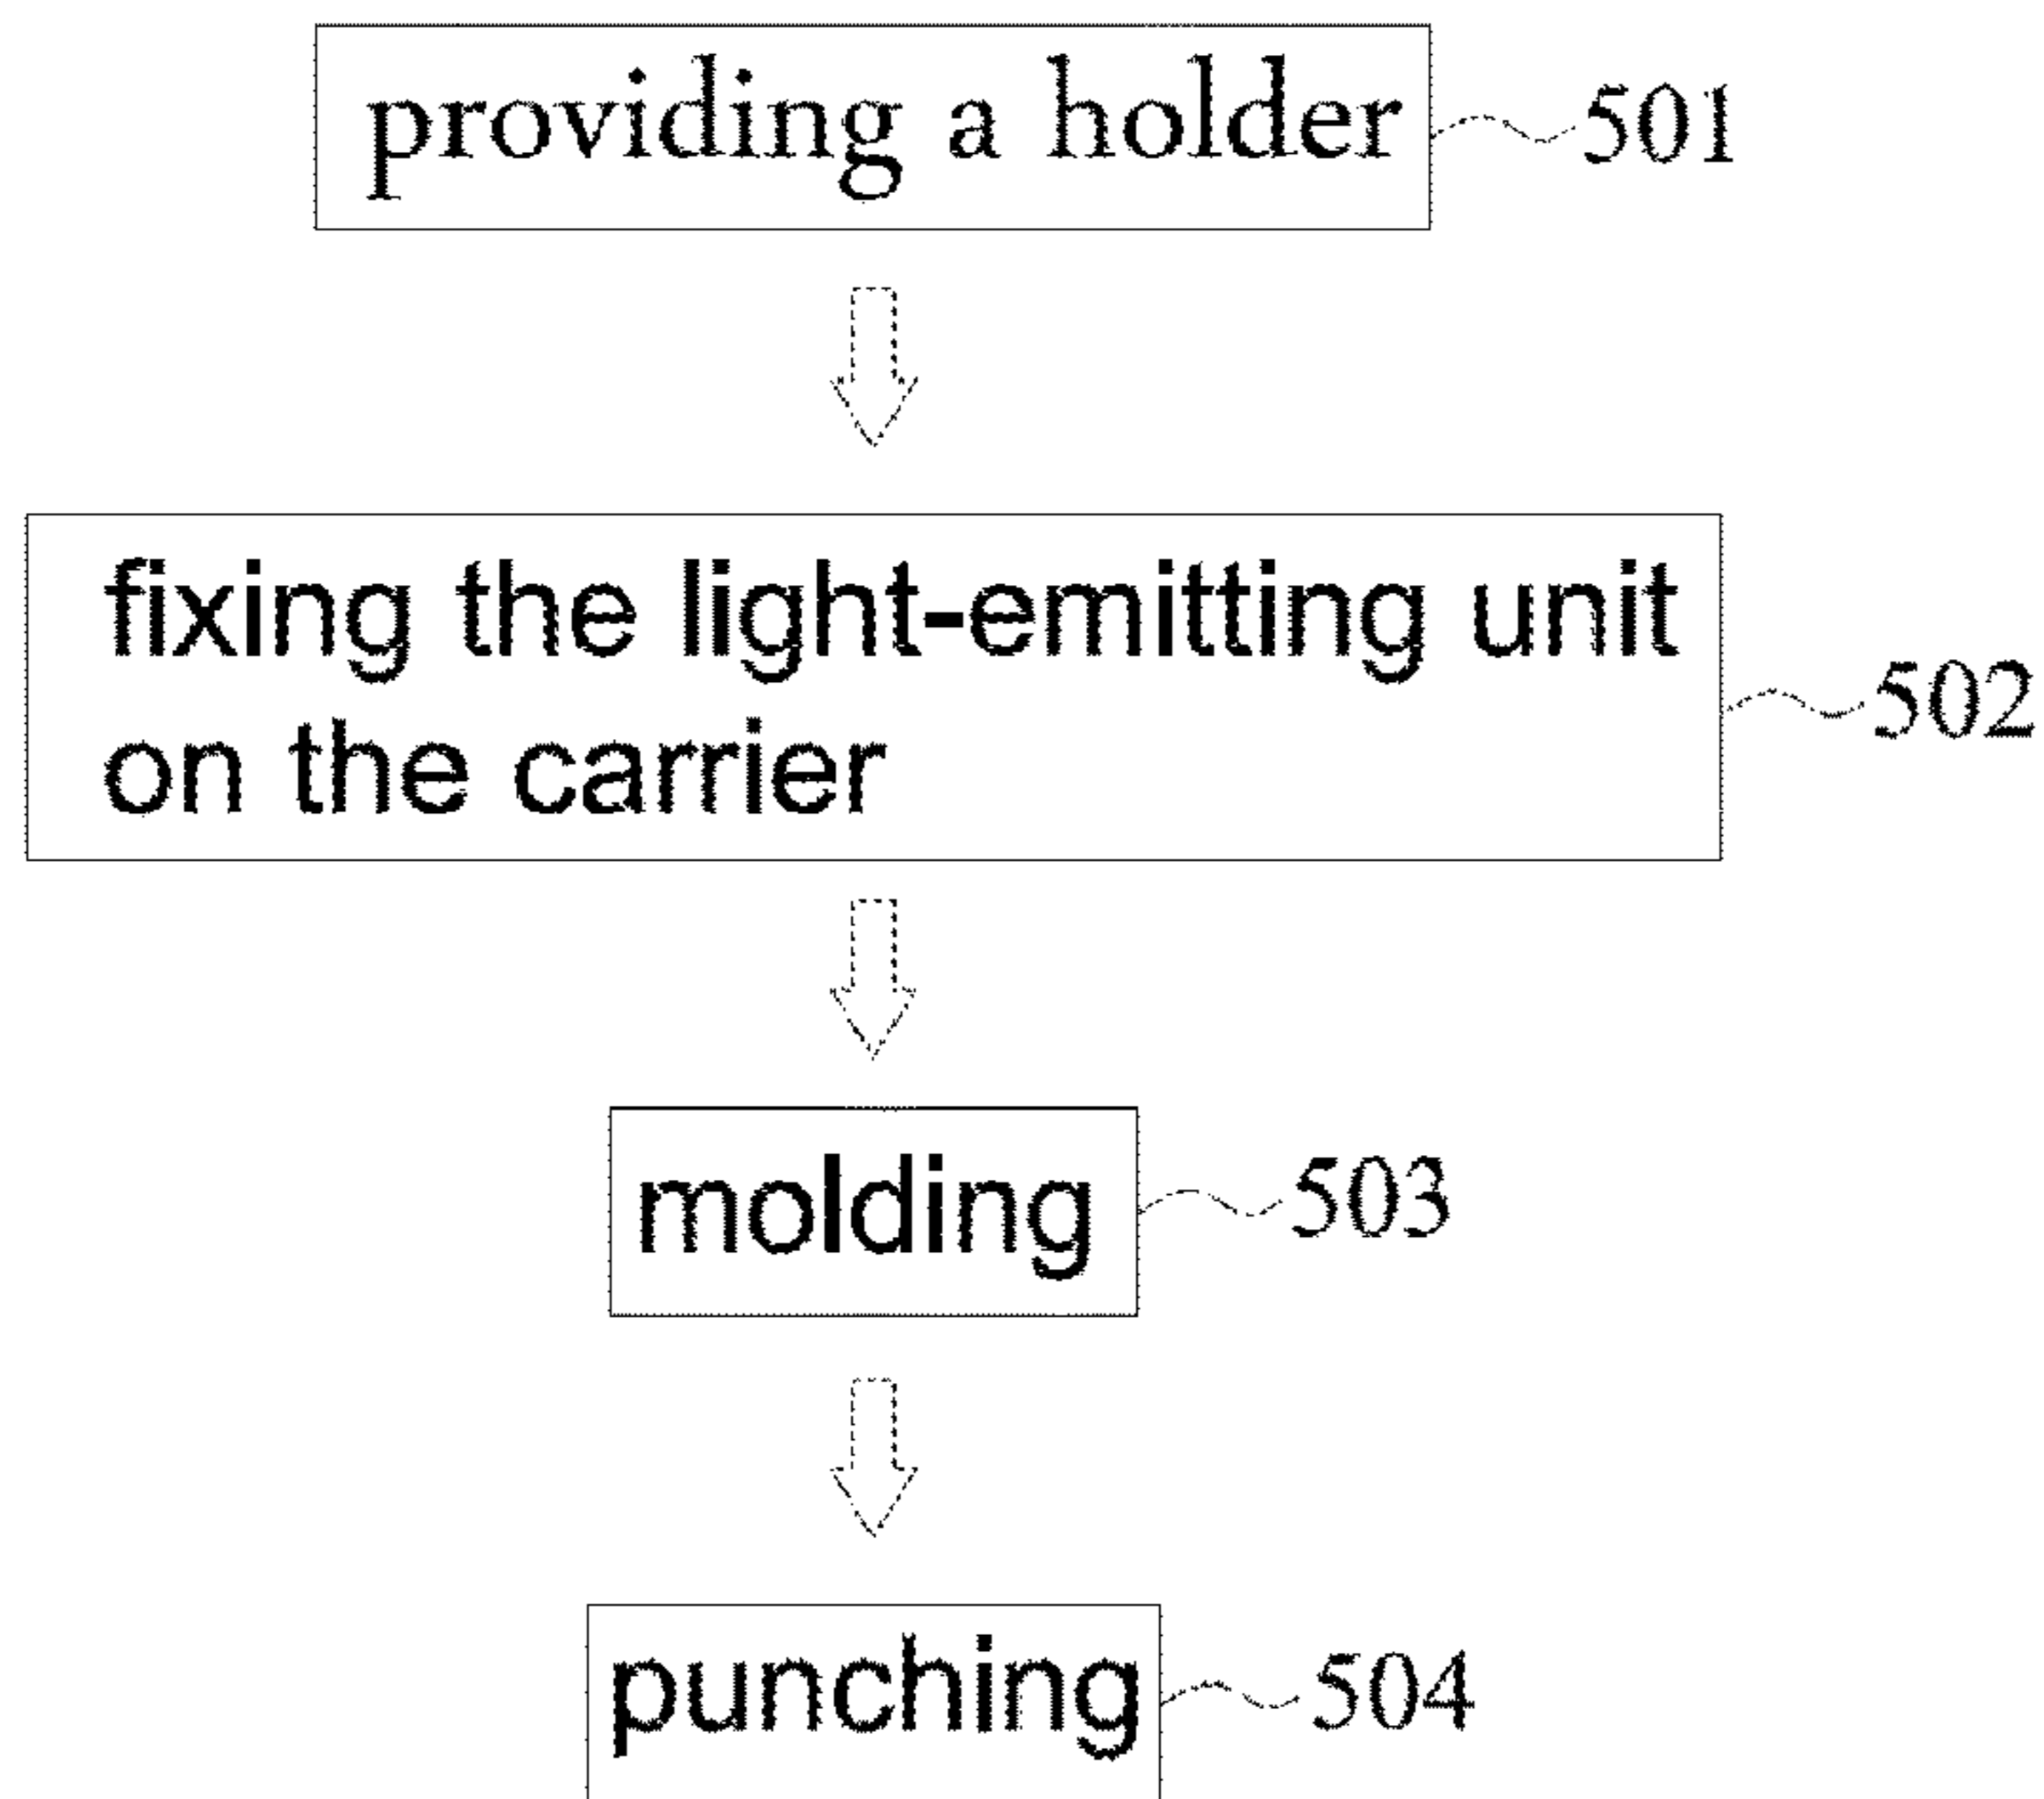 providing a holder 501
fixing the light-emitting unit
on the carrier
502
molding 503
punching 504